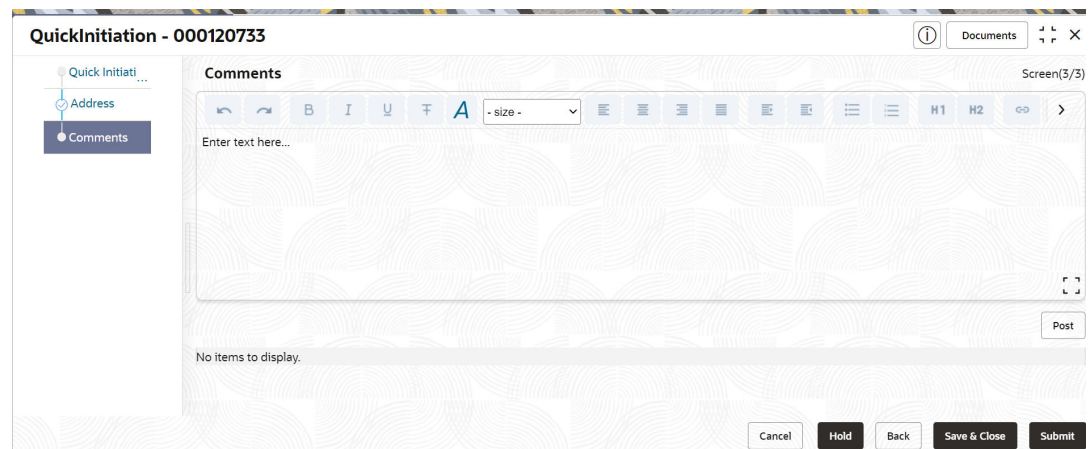 QuickInitiation - 000120733
Documents
Quick Initiati...
Address
Comments
Comments
Screen(3/3)
B I U T A - size - H1 H2
Enter text here...
Post
No items to display.
Cancel Hold Back Save & Close Submit